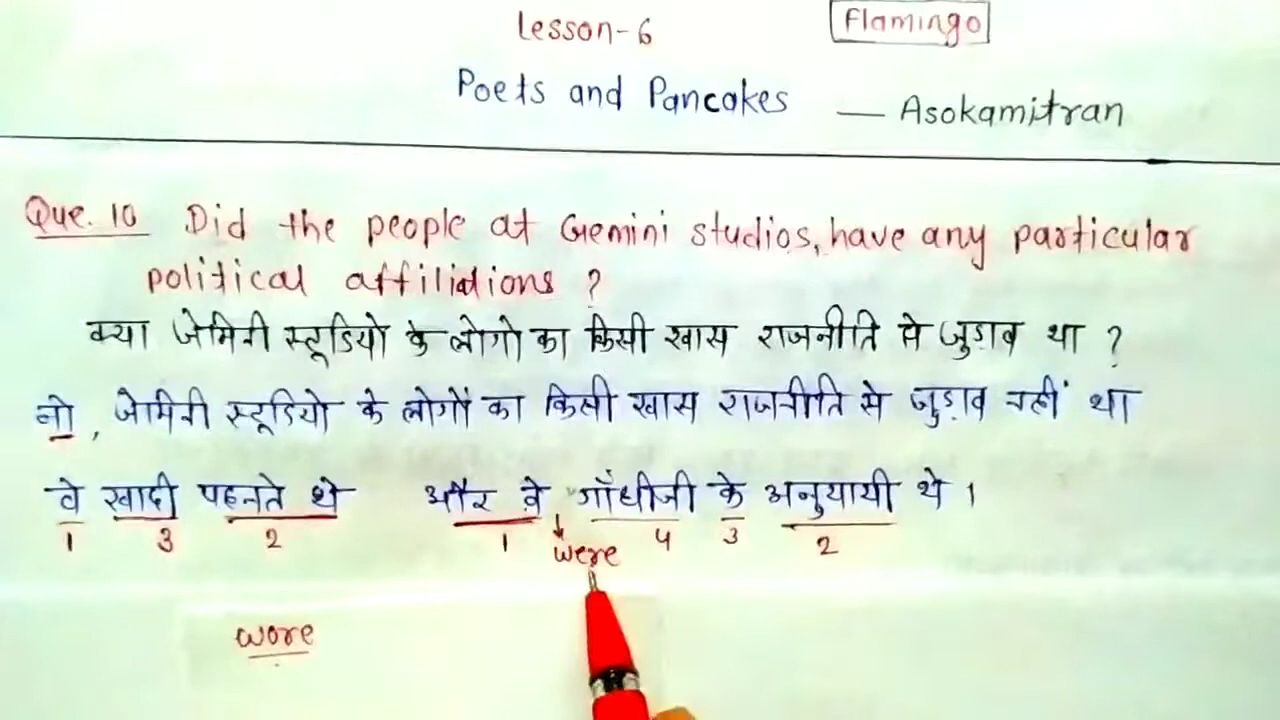 Lesson-6
Flamingo
Poets and Pancakes — Asokamitran
Que. 10 Did the people at Gemini studios, have any particular
political affiliations ?
क्या जेमिनी स्टूडियो के लोगो का किसी खास राजनीति से जुड़ाव था ?
नो, जेमिनी स्टूडियो के लोगों का किसी खास राजनीति से जुड़ाव नहीं था
वे खादी पहनते थे और वे गाँधीजी के अनुयायी थे ।
1 3 2 1 4 3 2
were
wore